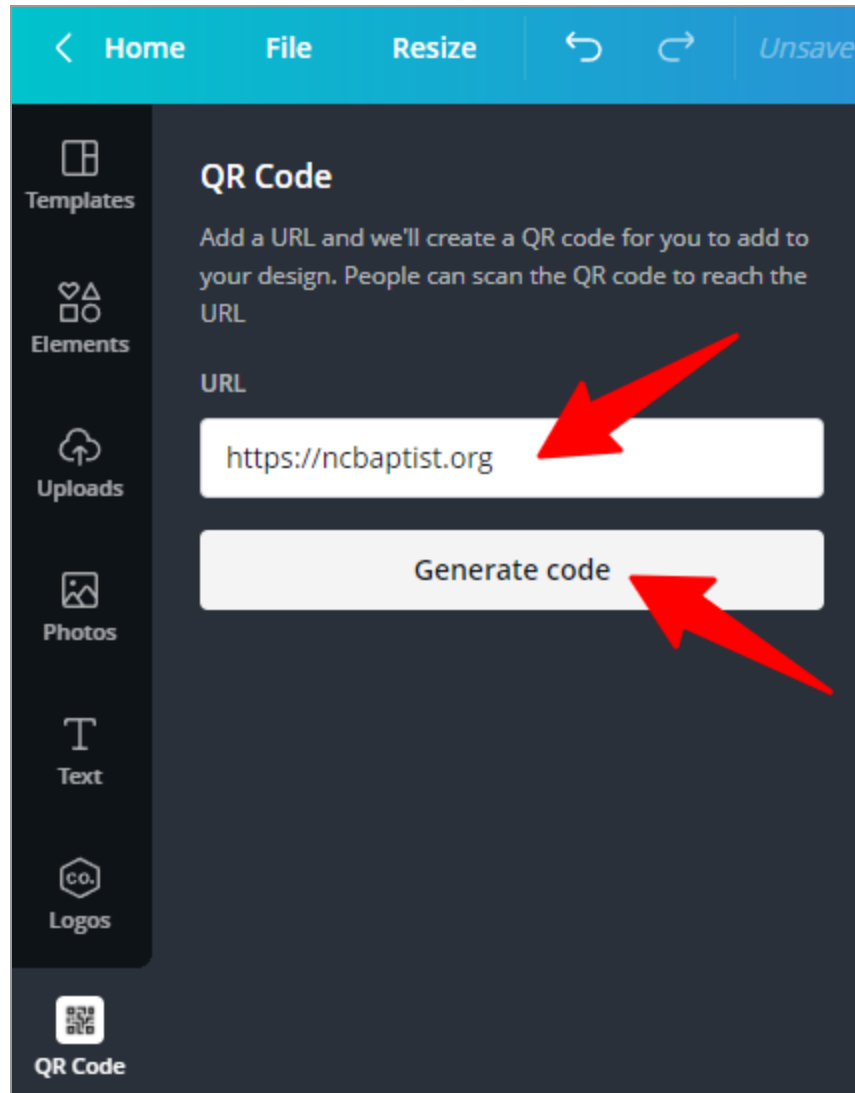 Home File Resize Unsave
Templates
Elements
Uploads
Photos
Text
CO.
Logos
QR Code
QR Code
Add a URL and we'll create a QR code for you to add to
your design. People can scan the QR code to reach the
URL
URL
https://ncbaptist.org
Generate code